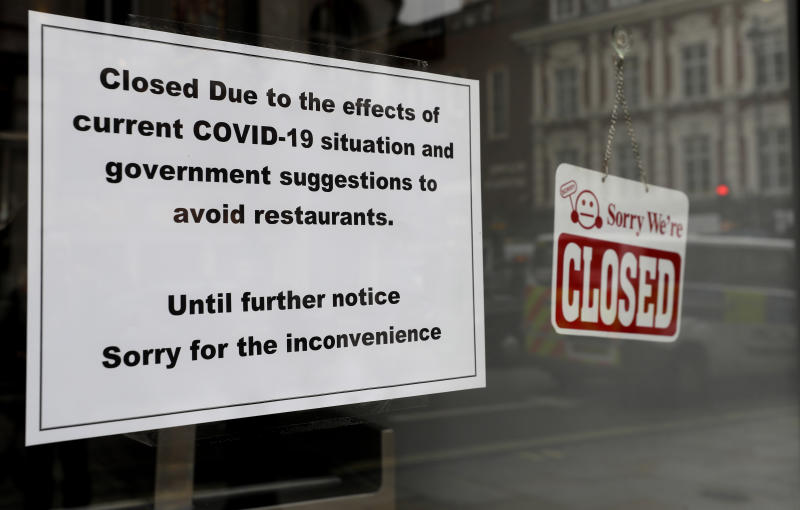 Closed Due to the effects of
current COVID-19 situation and
government suggestions to
avoid restaurants.
Until further notice
Sorry for the inconvenience
SORRY
Sorry We're
CLOSED